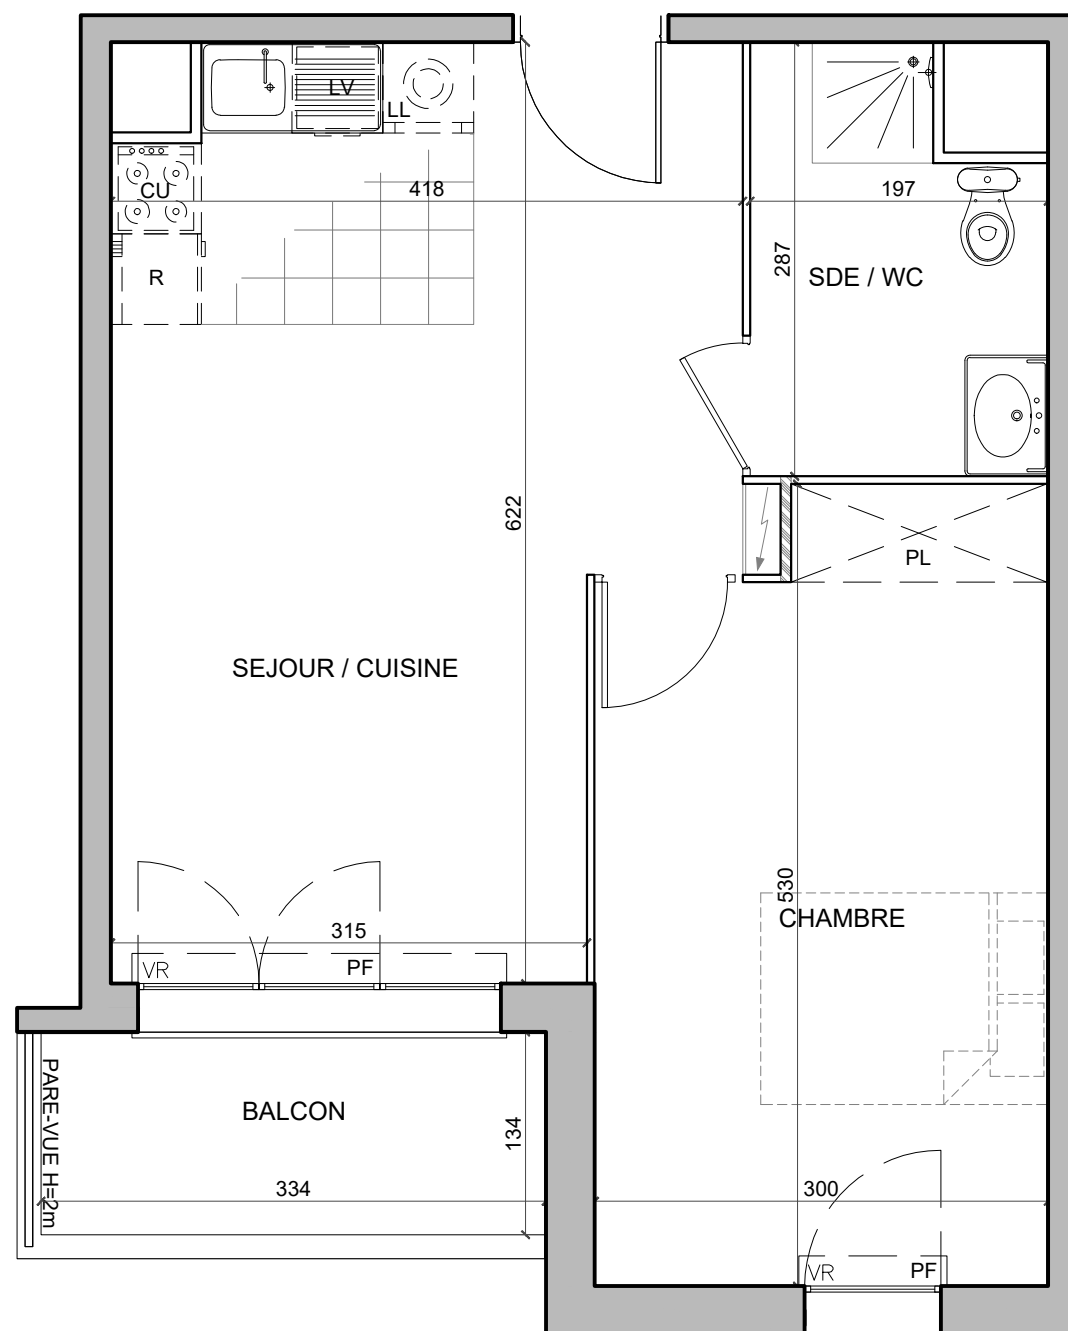 LV
LL
CU
418
197
R
287
SDE / WC
622
PL
SEJOUR / CUISINE
530
CHAMBRE
315
VR
PF
PARE-VUE H=2m
BALCON
134
334
300
VR
PF